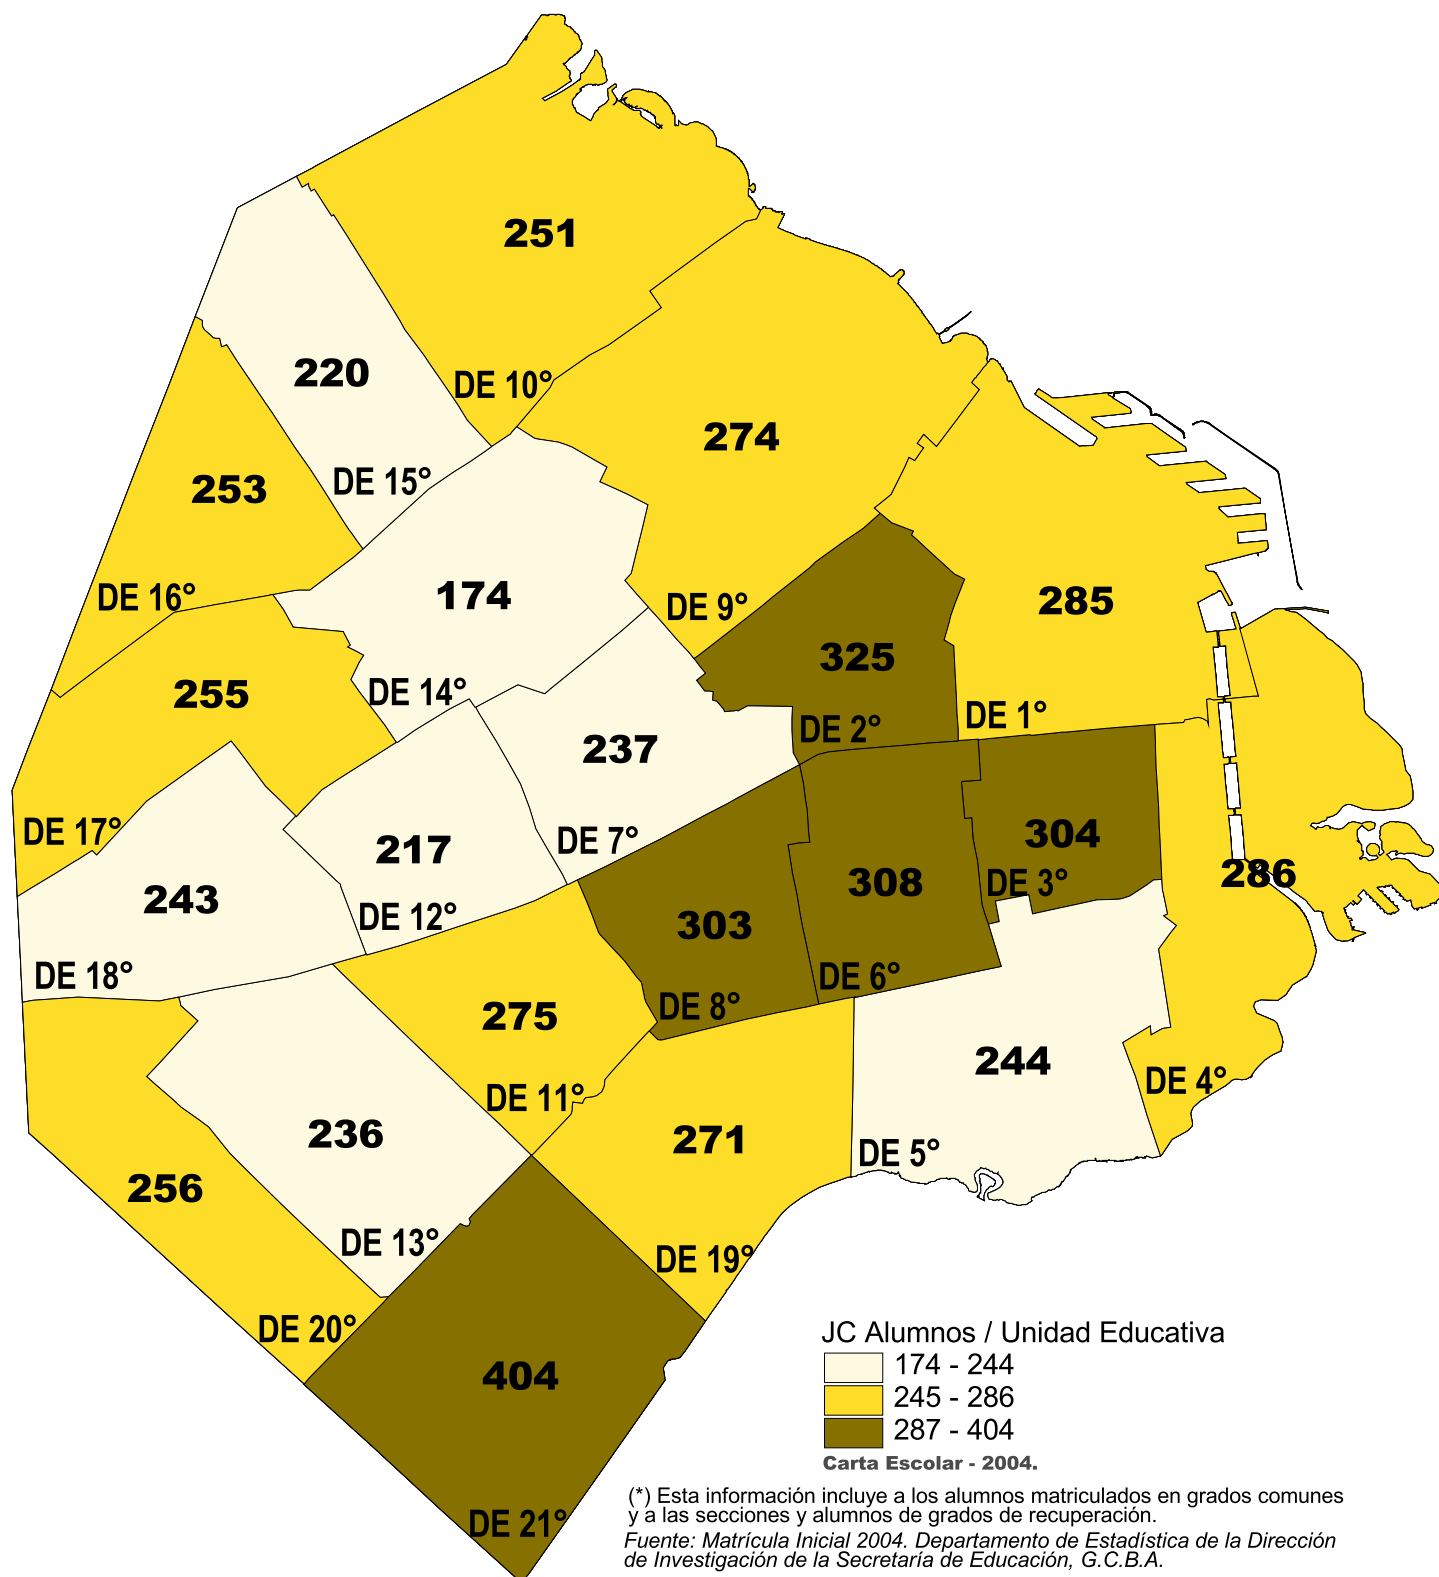 251
DE 10°
220
DE 15°
274
DE 9°
253
DE 16°
174
DE 14°
285
DE 1°
325
DE 2°
255
DE 17°
237
DE 7°
217
DE 12°
243
DE 18°
304
DE 3°
286
DE 4°
308
DE 6°
303
DE 8°
275
DE 11°
244
DE 5°
236
DE 13°
271
DE 19°
256
DE 20°
404
DE 21°
JC Alumnos / Unidad Educativa
174 - 244
245 - 286
287 - 404
Carta Escolar - 2004.
(*) Esta información incluye a los alumnos matriculados en grados comunes
y a las secciones y alumnos de grados de recuperación.
Fuente: Matrícula Inicial 2004. Departamento de Estadística de la Dirección
de Investigación de la Secretaría de Educación, G.C.B.A.